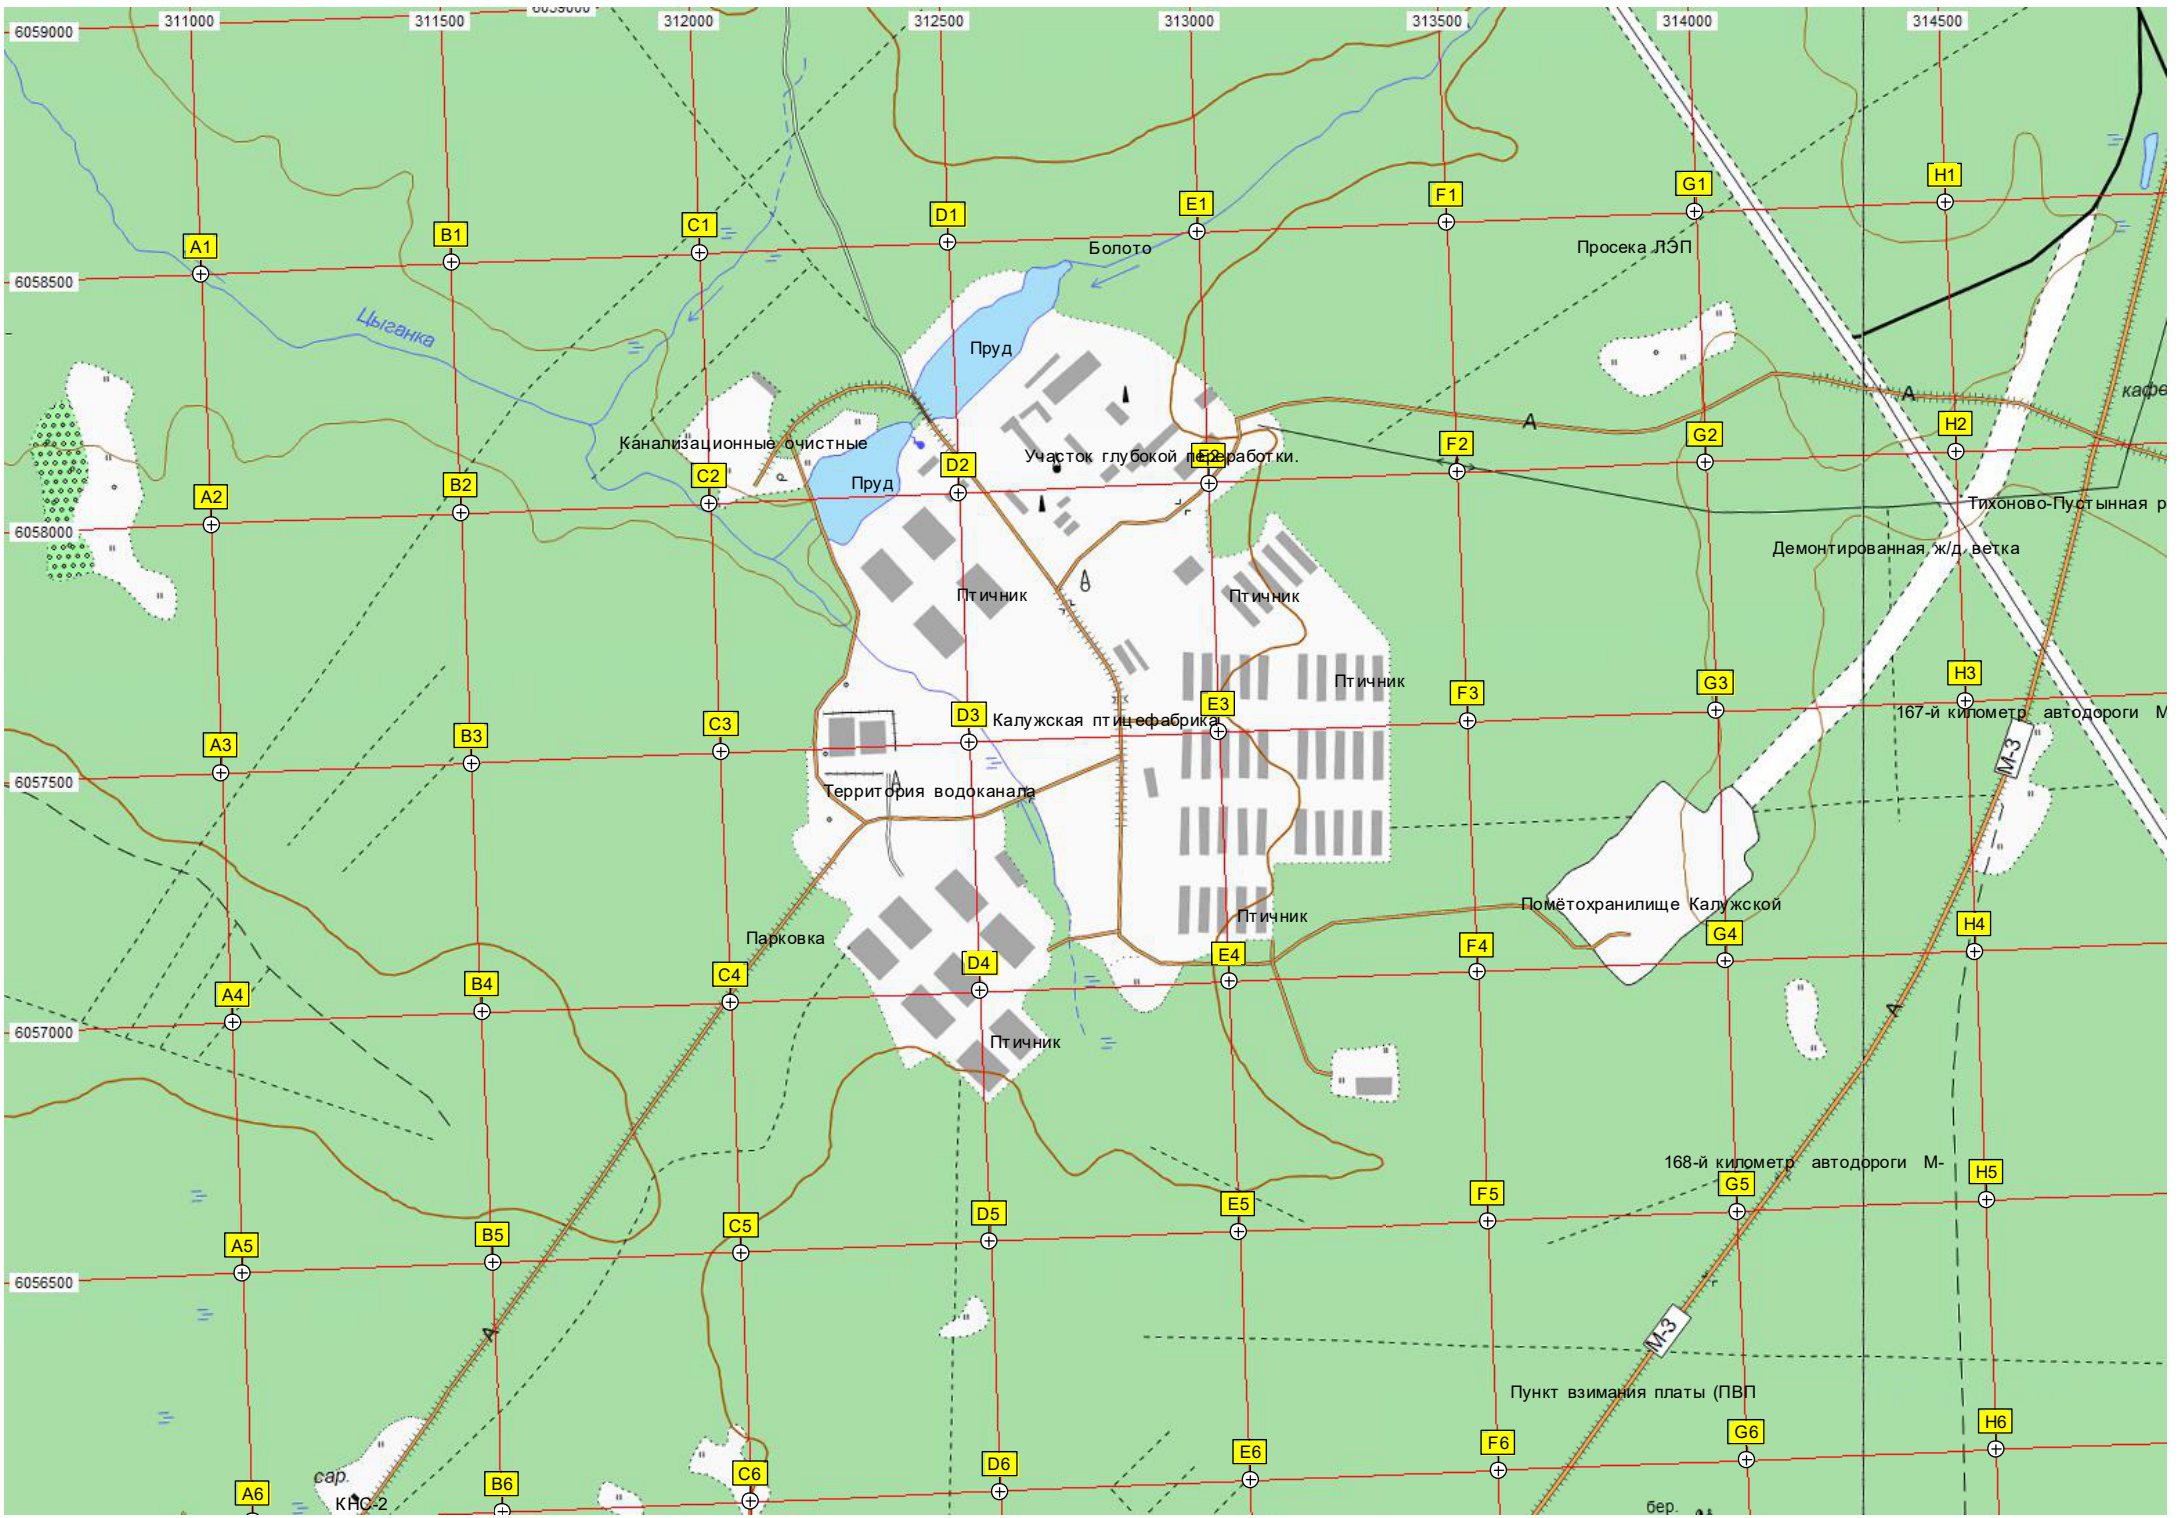 6059000
311000 311500 312000 312500 313000 313500 314000 314500
6059000
A1 B1 C1 D1 E1 F1 G1 H1
Болото
Просека ЛЭП
6058500
Цыганка
Пруд
кафе
Канализационные очистные
Участок глубокой переработки.
A
A
A2 B2 C2 D2 E2 F2 G2 H2
Пруд
Тихоново-Пустынная р
6058000
Демонтированная ж/д ветка
Птичник
Птичник
Птичник
A3 B3 C3 D3 E3 F3 G3 H3
Калужская птицефабрика
167-й километр автодороги М
М-3
6057500
Территория водоканала
Помётохранилище Калужской
Птичник
Парковка
A4 B4 C4 D4 E4 F4 G4 H4
A
6057000
Птичник
168-й километр автодороги М-
A5 B5 C5 D5 E5 F5 G5 H5
6056500
A
М-3
Пункт взимания платы (ПВП
A6 B6 C6 D6 E6 F6 G6 H6
сар.
КНС-2
бер.